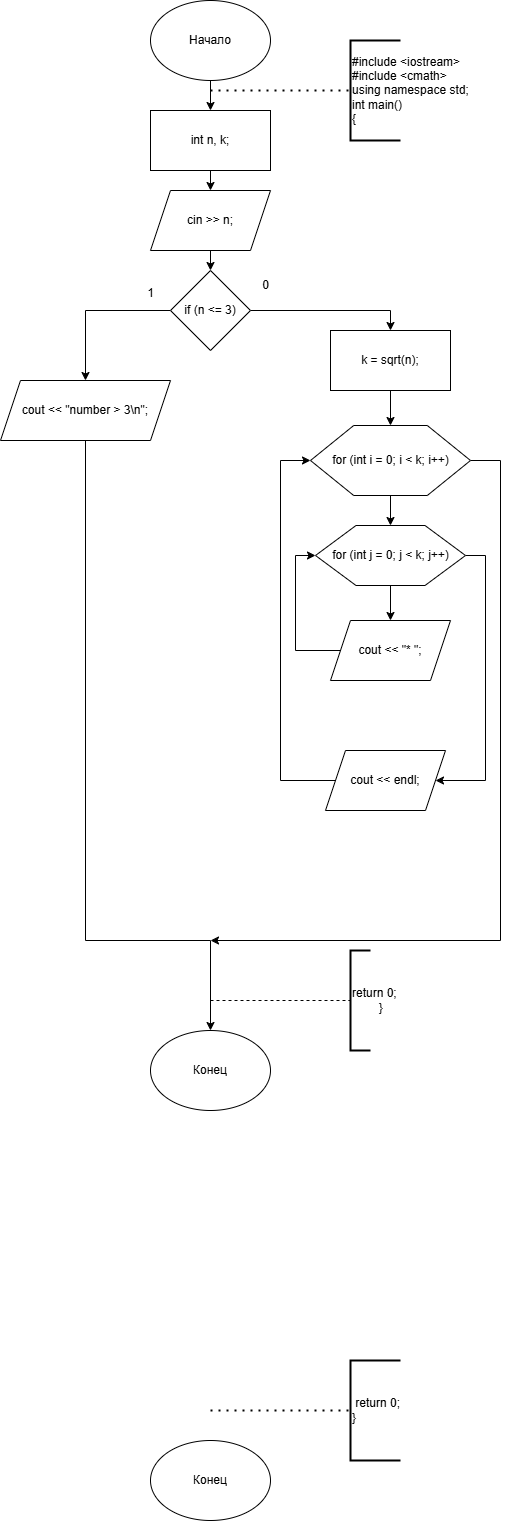 Начало
#include <iostream>
#include <cmath>
using namespace std;
int main()
{
int n, k;
cin >> n;
1
0
if (n <= 3)
k = sqrt(n);
cout << "number > 3\n";
for (int i = 0; i < k; i++)
for (int j = 0; j < k; j++)
cout << "* ";
cout << endl;
return 0;
}
Конец
return 0;
}
Конец